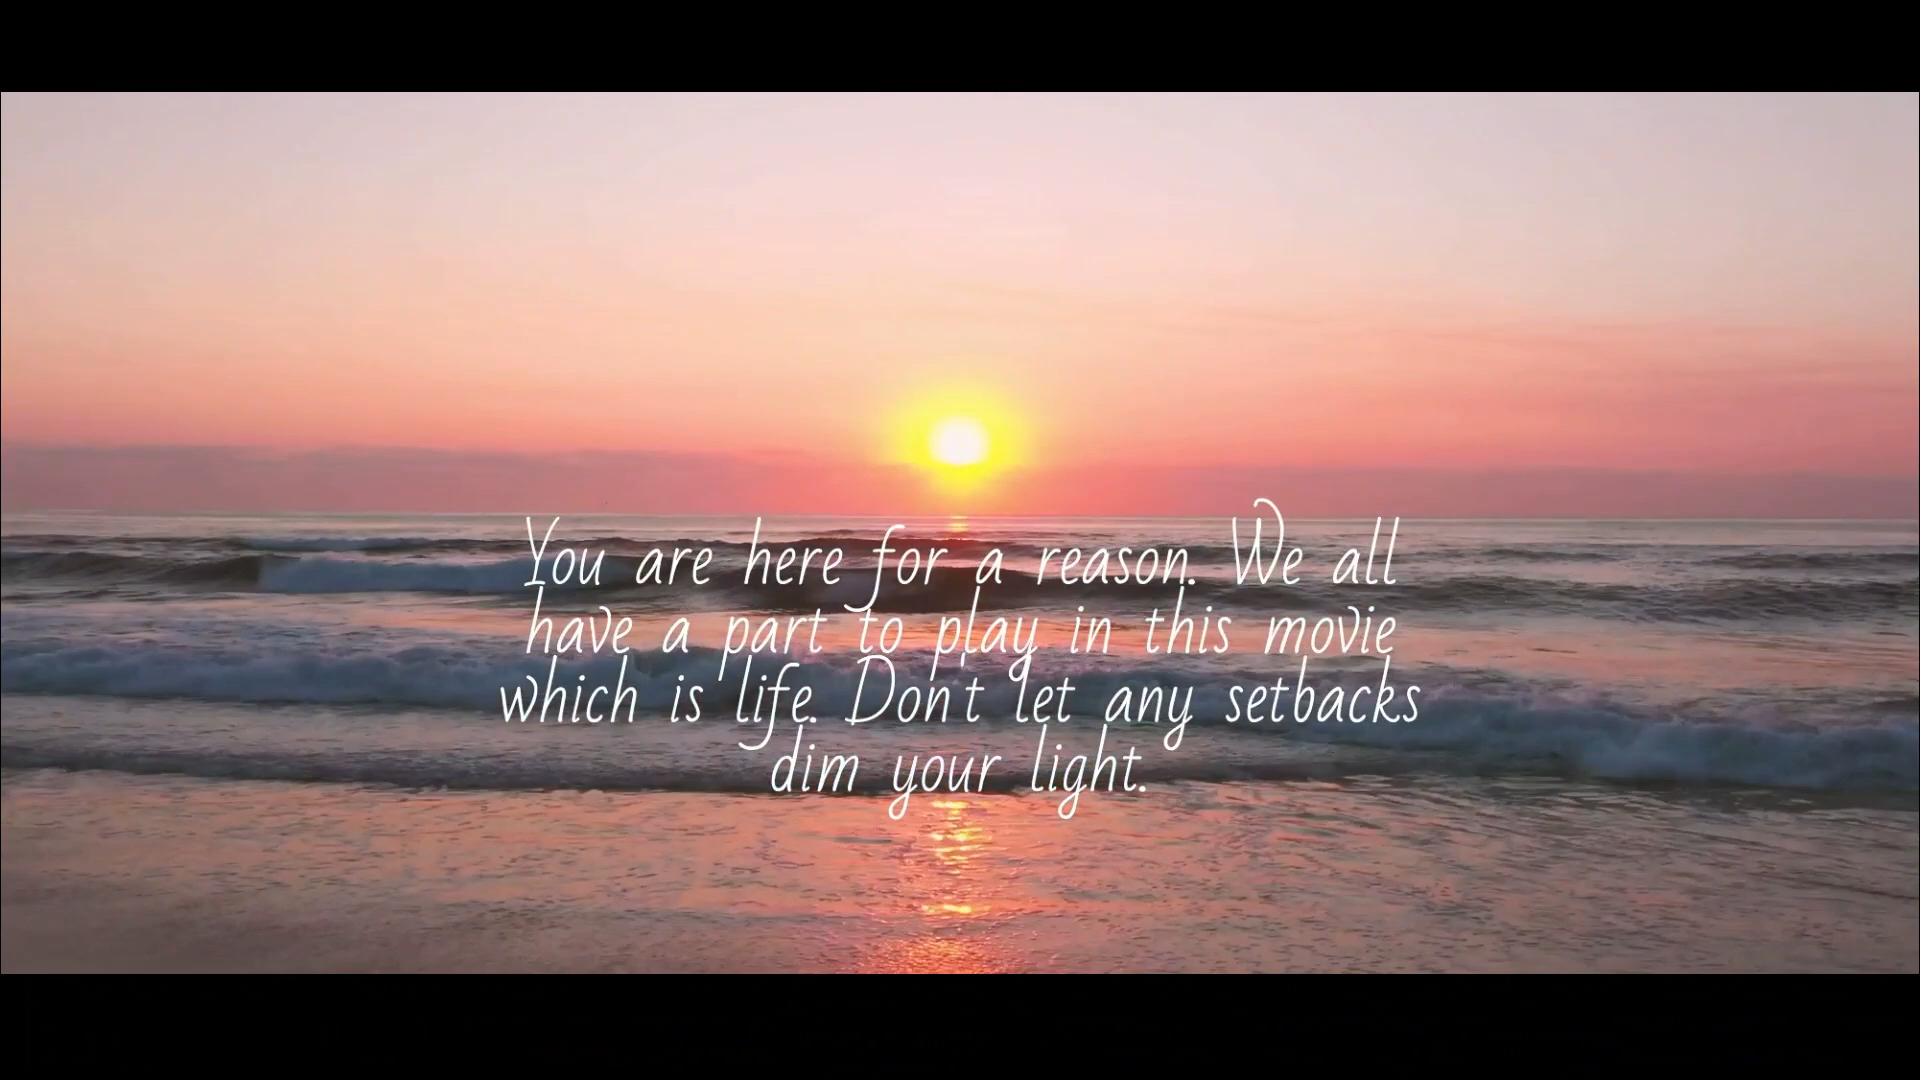 You are here for a reason. We all
have a part to play in this movie
which is life. Don't let any setbacks
dim your light.